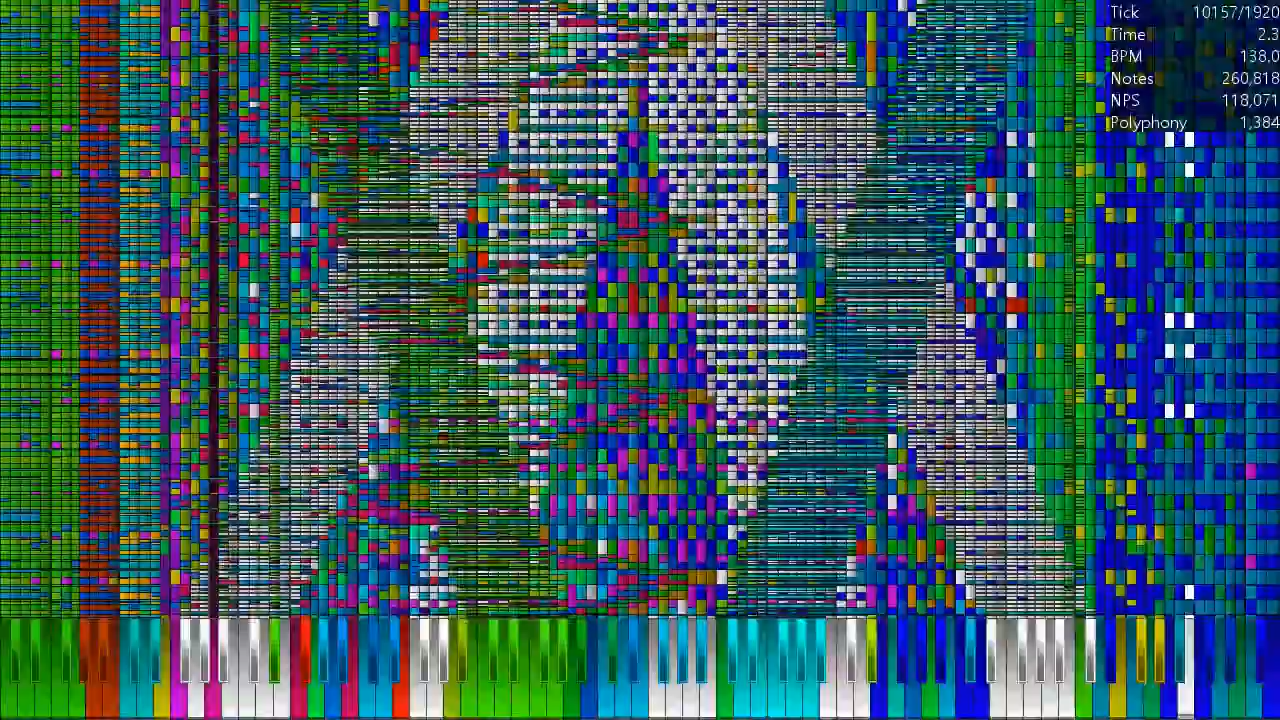 Tick 10157/1920
Time 2.3
BPM 138.0
Notes 260,818
NPS 118,071
Polyphony 1,384